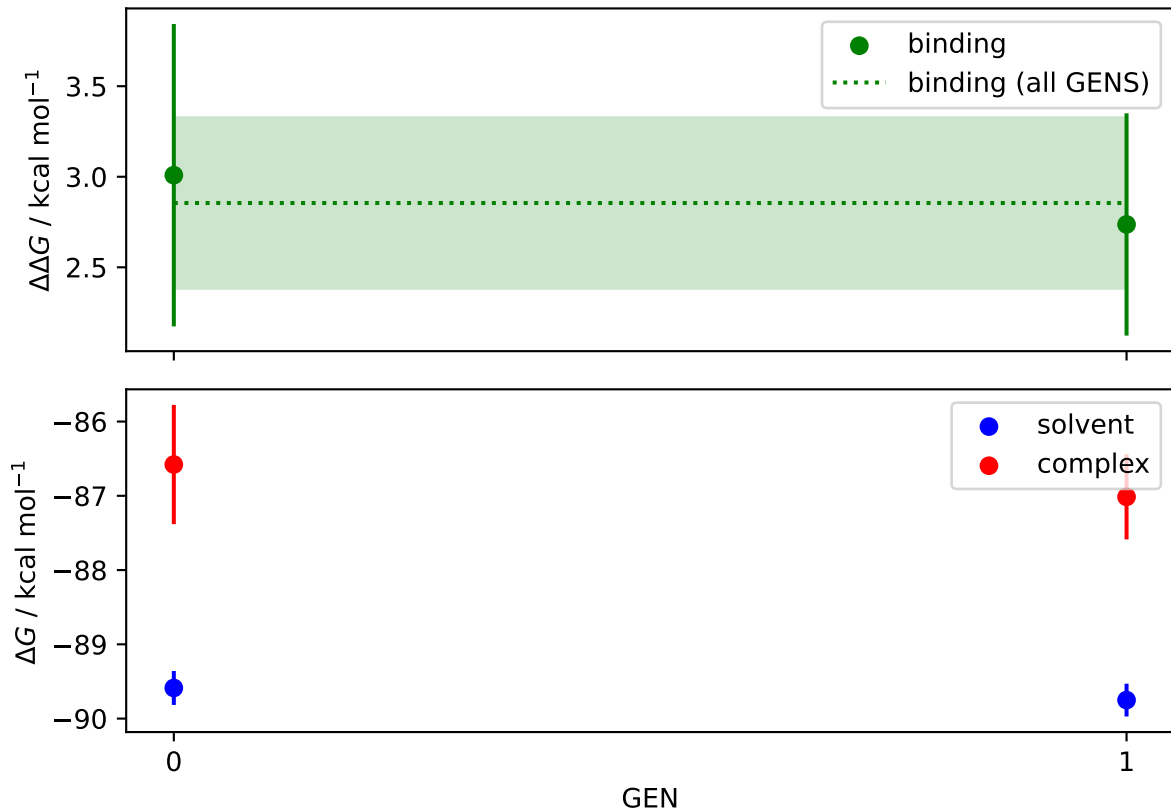 binding
binding (all GENS)
3.5
3.0
2.5
ΔΔG / kcal mol⁻¹
solvent
complex
−86
−87
−88
−89
−90
ΔG / kcal mol⁻¹
0 1
GEN